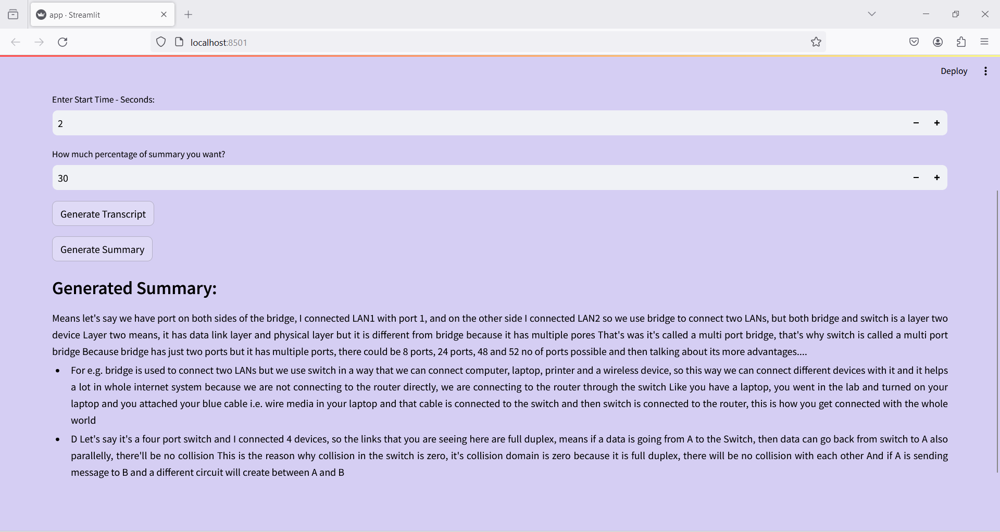 app · Streamlit
localhost:8501
Deploy
Enter Start Time - Seconds:
2
How much percentage of summary you want?
30
Generate Transcript
Generate Summary
Generated Summary:
Means let's say we have port on both sides of the bridge, I connected LAN1 with port 1, and on the other side I connected LAN2 so we use bridge to connect two LANs, but both bridge and switch is a layer two
device Layer two means, it has data link layer and physical layer but it is different from bridge because it has multiple pores That's was it's called a multi port bridge, that's why switch is called a multi port
bridge Because bridge has just two ports but it has multiple ports, there could be 8 ports, 24 ports, 48 and 52 no of ports possible and then talking about its more advantages....
• For e.g. bridge is used to connect two LANs but we use switch in a way that we can connect computer, laptop, printer and a wireless device, so this way we can connect different devices with it and it helps
a lot in whole internet system because we are not connecting to the router directly, we are connecting to the router through the switch Like you have a laptop, you went in the lab and turned on your
laptop and you attached your blue cable i.e. wire media in your laptop and that cable is connected to the switch and then switch is connected to the router, this is how you get connected with the whole
world
• D Let's say it's a four port switch and I connected 4 devices, so the links that you are seeing here are full duplex, means if a data is going from A to the Switch, then data can go back from switch to A also
parallelly, there'll be no collision This is the reason why collision in the switch is zero, it's collision domain is zero because it is full duplex, there will be no collision with each other And if A is sending
message to B and a different circuit will create between A and B